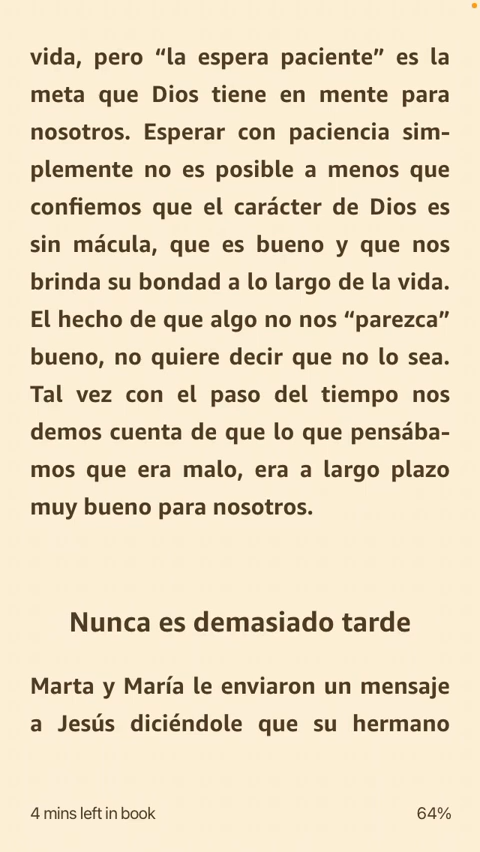 vida, pero “la espera paciente” es la
meta que Dios tiene en mente para
nosotros. Esperar con paciencia sim-
plemente no es posible a menos que
confiemos que el carácter de Dios es
sin mácula, que es bueno y que nos
brinda su bondad a lo largo de la vida.
El hecho de que algo no nos “parezca”
bueno, no quiere decir que no lo sea.
Tal vez con el paso del tiempo nos
demos cuenta de que lo que pensába-
mos que era malo, era a largo plazo
muy bueno para nosotros.
Nunca es demasiado tarde
Marta y María le enviaron un mensaje
a Jesús diciéndole que su hermano
4 mins left in book 64%